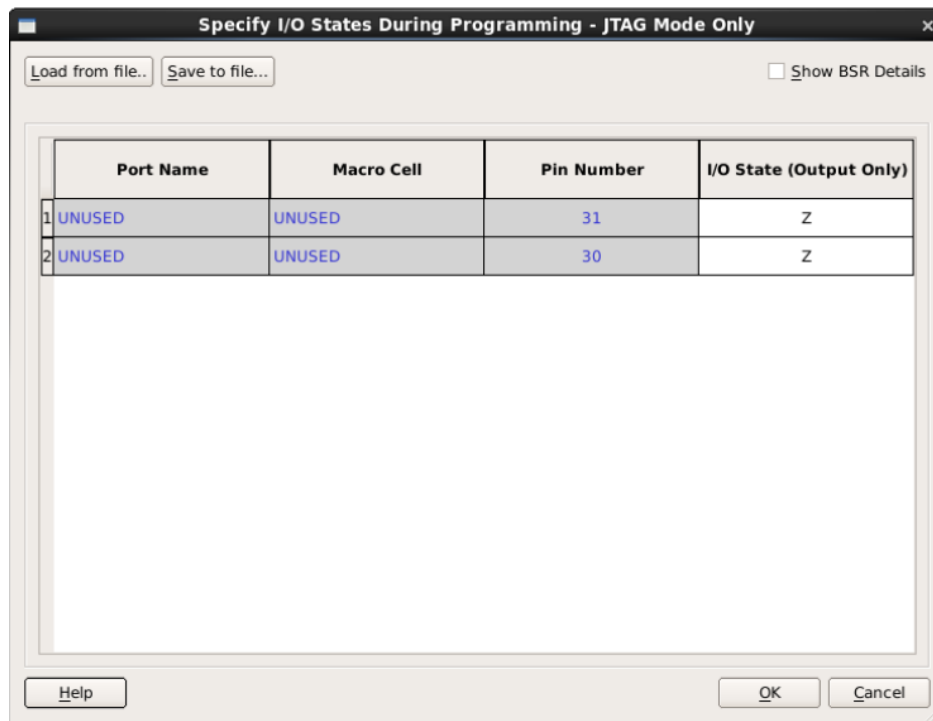 Specify I/O States During Programming - JTAG Mode Only
Load from file.. Save to file... Show BSR Details
Port Name Macro Cell Pin Number I/O State (Output Only)
1 UNUSED UNUSED 31 Z
2 UNUSED UNUSED 30 Z
Help OK Cancel